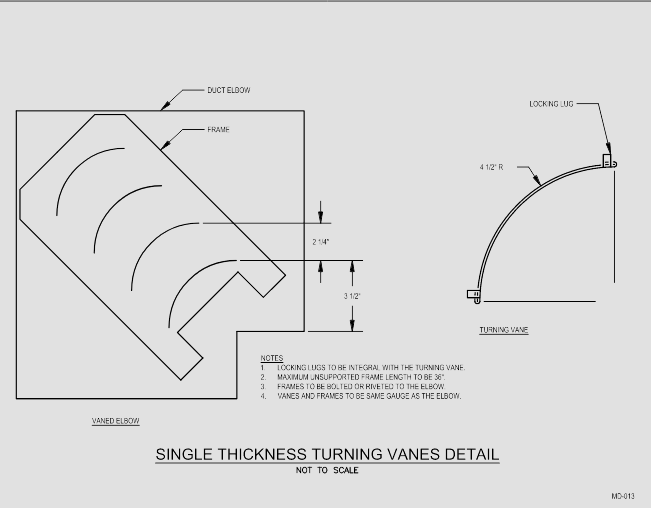 DUCT ELBOW
FRAME
LOCKING LUG
4 1/2" R
2 1/4"
3 1/2"
TURNING VANE
NOTES
1. LOCKING LUGS TO BE INTEGRAL WITH THE TURNING VANE.
2. MAXIMUM UNSUPPORTED FRAME LENGTH TO BE 36".
3. FRAMES TO BE BOLTED OR RIVETED TO THE ELBOW.
4. VANES AND FRAMES TO BE SAME GAUGE AS THE ELBOW.
VANED ELBOW
SINGLE THICKNESS TURNING VANES DETAIL
NOT TO SCALE
MD-013